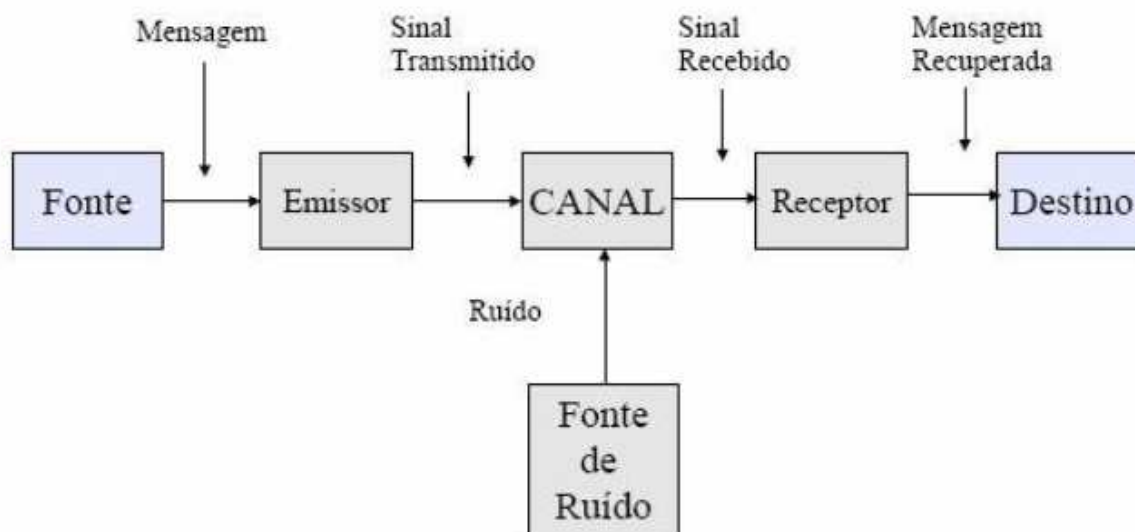 Mensagem
Sinal
Transmitido
Sinal
Recebido
Mensagem
Recuperada
Fonte
Emissor
CANAL
Receptor
Destino
Ruído
Fonte
de
Ruído